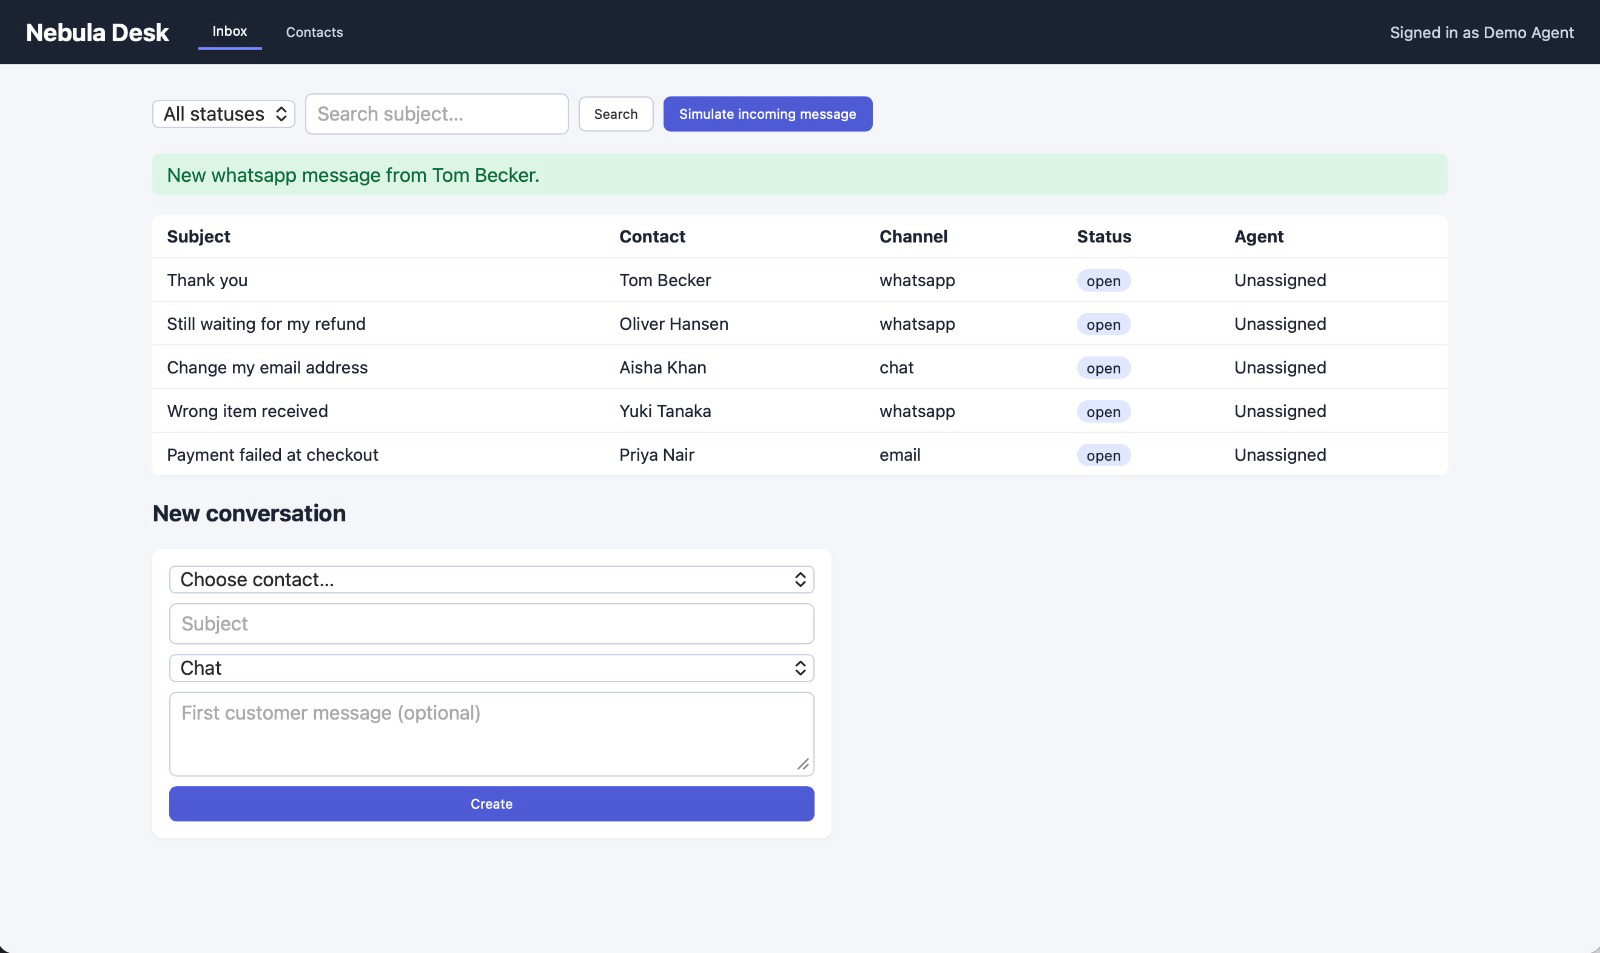 Nebula Desk Inbox Contacts Signed in as Demo Agent
All statuses Search subject... Search Simulate incoming message
New whatsapp message from Tom Becker.
Subject Contact Channel Status Agent
Thank you Tom Becker whatsapp open Unassigned
Still waiting for my refund Oliver Hansen whatsapp open Unassigned
Change my email address Aisha Khan chat open Unassigned
Wrong item received Yuki Tanaka whatsapp open Unassigned
Payment failed at checkout Priya Nair email open Unassigned
New conversation
Choose contact...
Subject
Chat
First customer message (optional)
Create